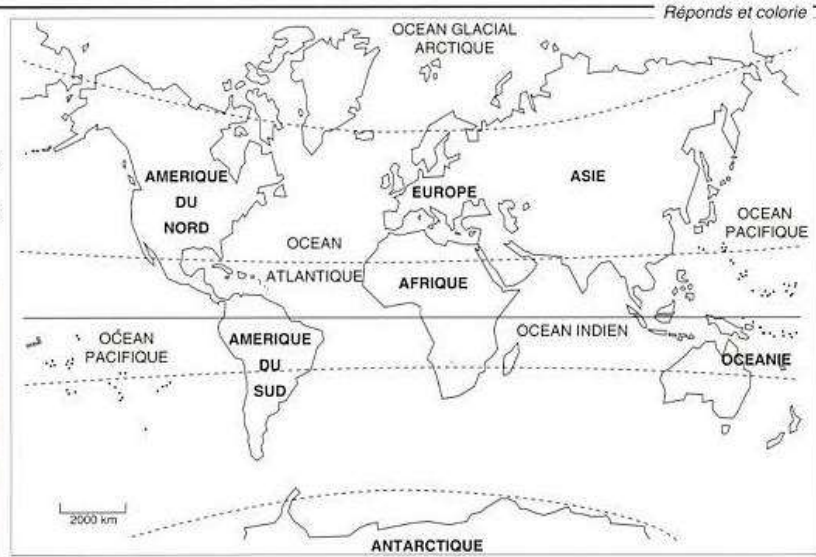 Réponds et colorie
OCEAN GLACIAL
ARCTIQUE
AMERIQUE
DU
NORD
EUROPE
ASIE
OCEAN
PACIFIQUE
OCEAN
ATLANTIQUE
AFRIQUE
OCEAN
PACIFIQUE
AMERIQUE
DU
SUD
OCEAN INDIEN
OCEANIE
2000 km
ANTARCTIQUE